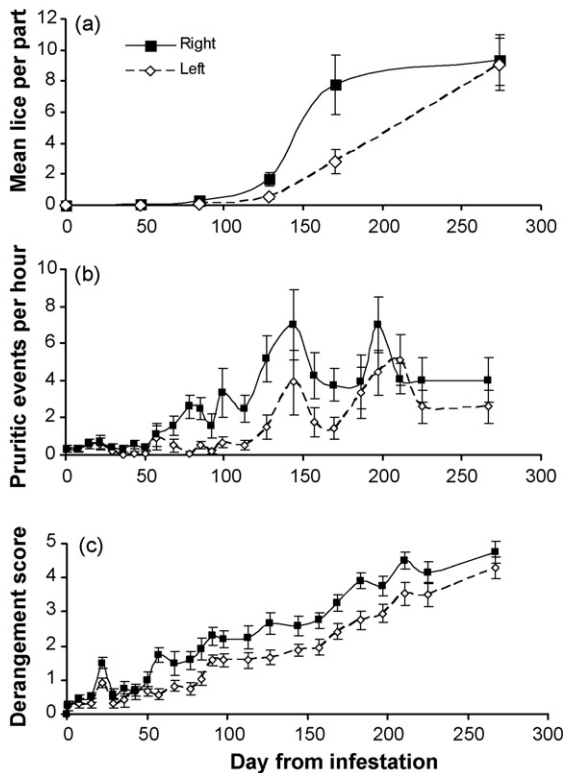 (a)
Right
Left
Mean lice per part
12
10
8
6
4
2
0
0 50 100 150 200 250 300
(b)
Pruritic events per hour
10
8
6
4
2
0
0 50 100 150 200 250 300
(c)
Derangement score
5
4
3
2
1
0
0 50 100 150 200 250 300
Day from infestation